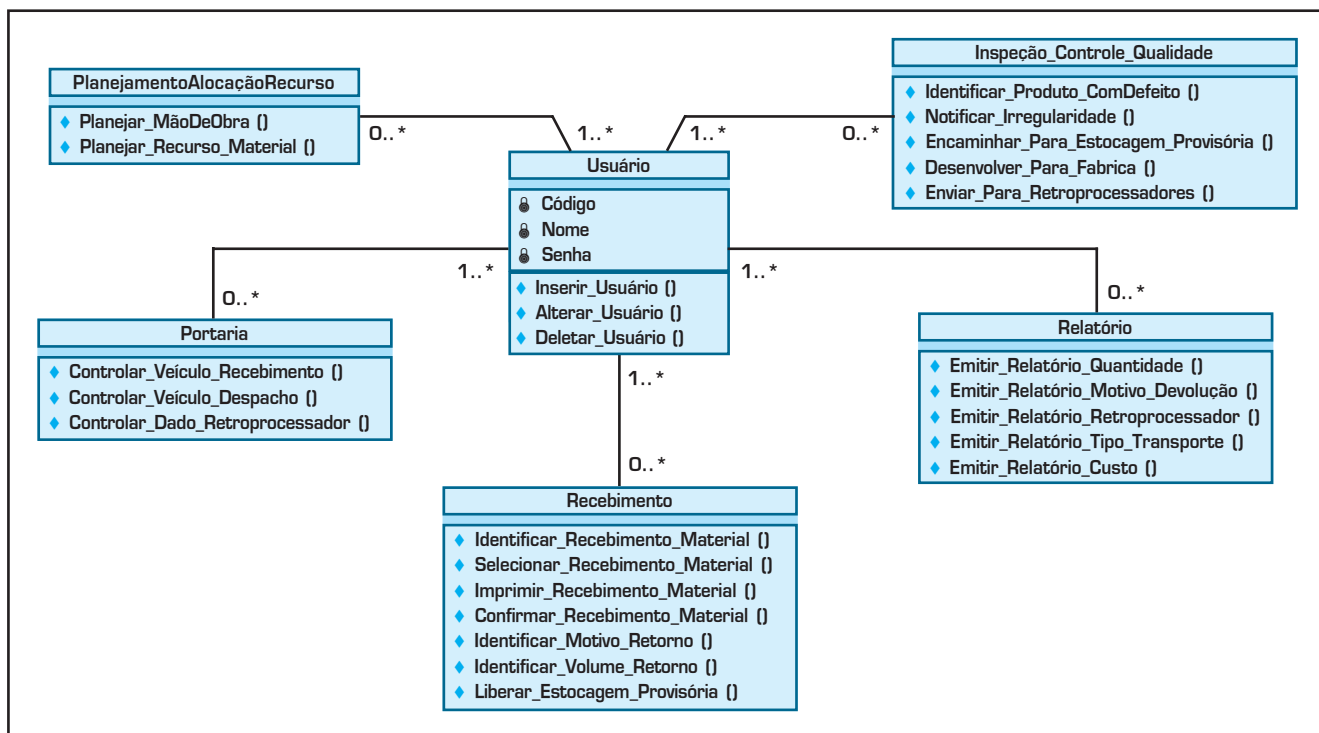 PlanejamentoAlocaçãoRecurso
Planejar_MãoDeObra ()
Planejar_Recurso_Material ()
0..*
1..*
Inspeção_Controle_Qualidade
Identificar_Produto_ComDefeito ()
Notificar_Irregularidade ()
Encaminhar_Para_Estocagem_Provisória ()
Desenvolver_Para_Fabrica ()
Enviar_Para_Retroprocessadores ()
1..*
0..*
Usuário
Código
Nome
Senha
Inserir_Usuário ()
Alterar_Usuário ()
Deletar_Usuário ()
1..*
0..*
Portaria
Controlar_Veículo_Recebimento ()
Controlar_Veículo_Despacho ()
Controlar_Dado_Retroprocessador ()
1..*
0..*
Relatório
Emitir_Relatório_Quantidade ()
Emitir_Relatório_Motivo_Devolução ()
Emitir_Relatório_Retroprocessador ()
Emitir_Relatório_Tipo_Transporte ()
Emitir_Relatório_Custo ()
1..*
0..*
Recebimento
Identificar_Recebimento_Material ()
Selecionar_Recebimento_Material ()
Imprimir_Recebimento_Material ()
Confirmar_Recebimento_Material ()
Identificar_Motivo_Retorno ()
Identificar_Volume_Retorno ()
Liberar_Estocagem_Provisória ()